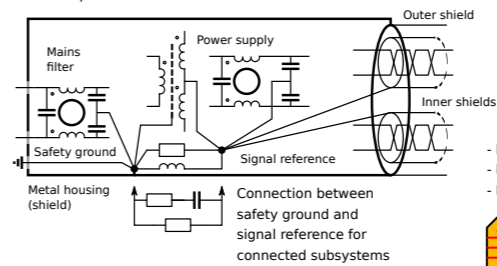 Outer shield
Power supply
Mains
filter
Inner shields
Safety ground
Signal reference
Metal housing
(shield)
Connection between
safety ground and
signal reference for
connected subsystems